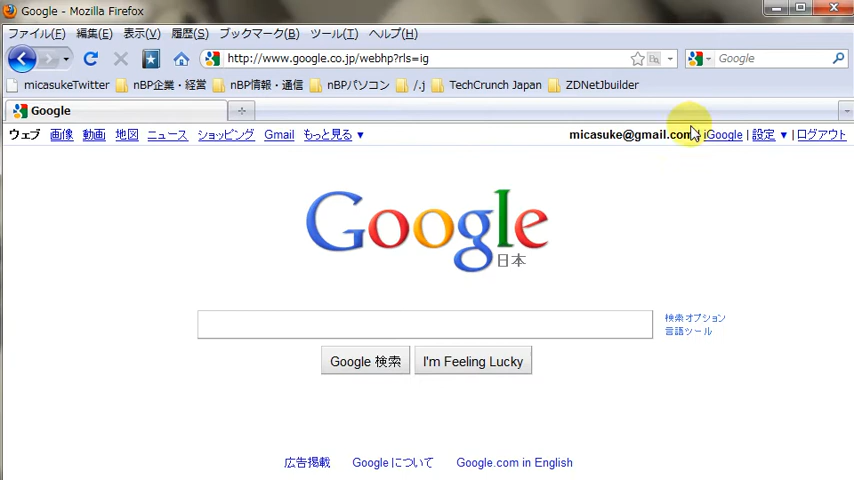 Google - Mozilla Firefox
ファイル(F) 編集(E) 表示(V) 履歴(S) ブックマーク(B) ツール(T) ヘルプ(H)
http://www.google.co.jp/webhp?rls=ig Google
micasukeTwitter nBP企業・経営 nBP情報・通信 nBPパソコン /.j TechCrunch Japan ZDNetJbuilder
Google
ウェブ 画像 動画 地図 ニュース ショッピング Gmail もっと見る ▼ micasuke@gmail.com iGoogle | 設定 ▼ | ログアウト
Google
日本
検索オプション
言語ツール
Google 検索 I'm Feeling Lucky
広告掲載 Google について Google.com in English